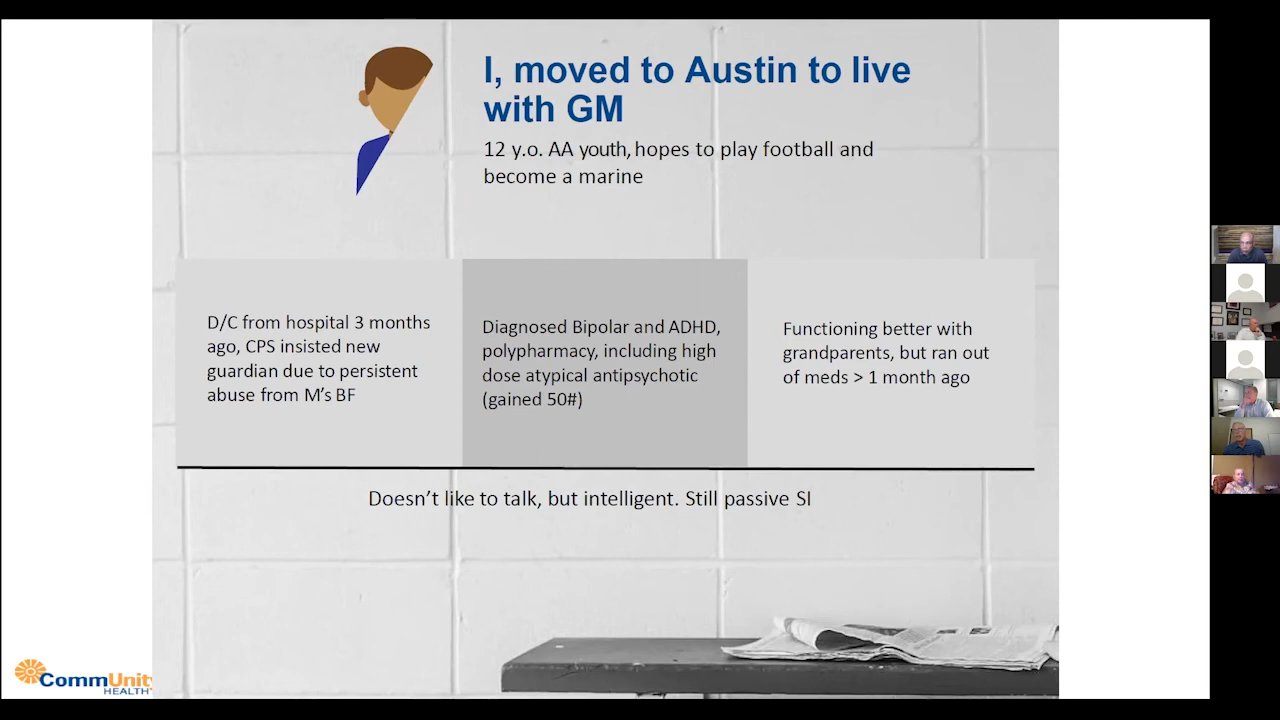 I, moved to Austin to live
with GM
12 y.o. AA youth, hopes to play football and
become a marine
D/C from hospital 3 months
ago, CPS insisted new
guardian due to persistent
abuse from M’s BF
Diagnosed Bipolar and ADHD,
polypharmacy, including high
dose atypical antipsychotic
(gained 50#)
Functioning better with
grandparents, but ran out
of meds > 1 month ago
Doesn’t like to talk, but intelligent. Still passive SI
CommUnity
HEALTH